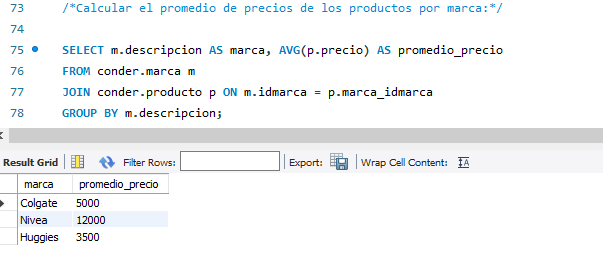 73 /*Calcular el promedio de precios de los productos por marca:*/
74
75 SELECT m.descripcion AS marca, AVG(p.precio) AS promedio_precio
76 FROM conder.marca m
77 JOIN conder.producto p ON m.idmarca = p.marca_idmarca
78 GROUP BY m.descripcion;
Result Grid Filter Rows: Export: Wrap Cell Content: IA
marca promedio_precio
Colgate 5000
Nivea 12000
Huggies 3500